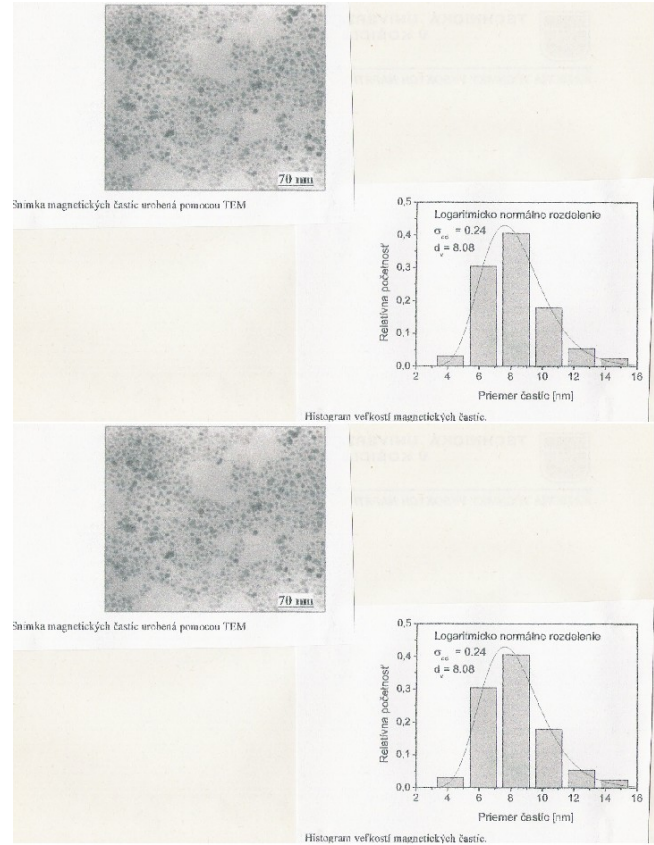 70 nm
Snímka magnetických častíc urobená pomocou TEM
0,5
0,4
0,3
0,2
0,1
0,0
Relatívna početnosť
Logaritmicko normálne rozdelenie
= 0.24
= 8.08
2 4 6 8 10 12 14 16
Priemer častíc [nm]
Histogram veľkostí magnetických častíc.
70 nm
Snímka magnetických častíc urobená pomocou TEM
0,5
0,4
0,3
0,2
0,1
0,0
Relatívna početnosť
Logaritmicko normálne rozdelenie
= 0.24
= 8.08
2 4 6 8 10 12 14 16
Priemer častíc [nm]
Histogram veľkostí magnetických častíc.